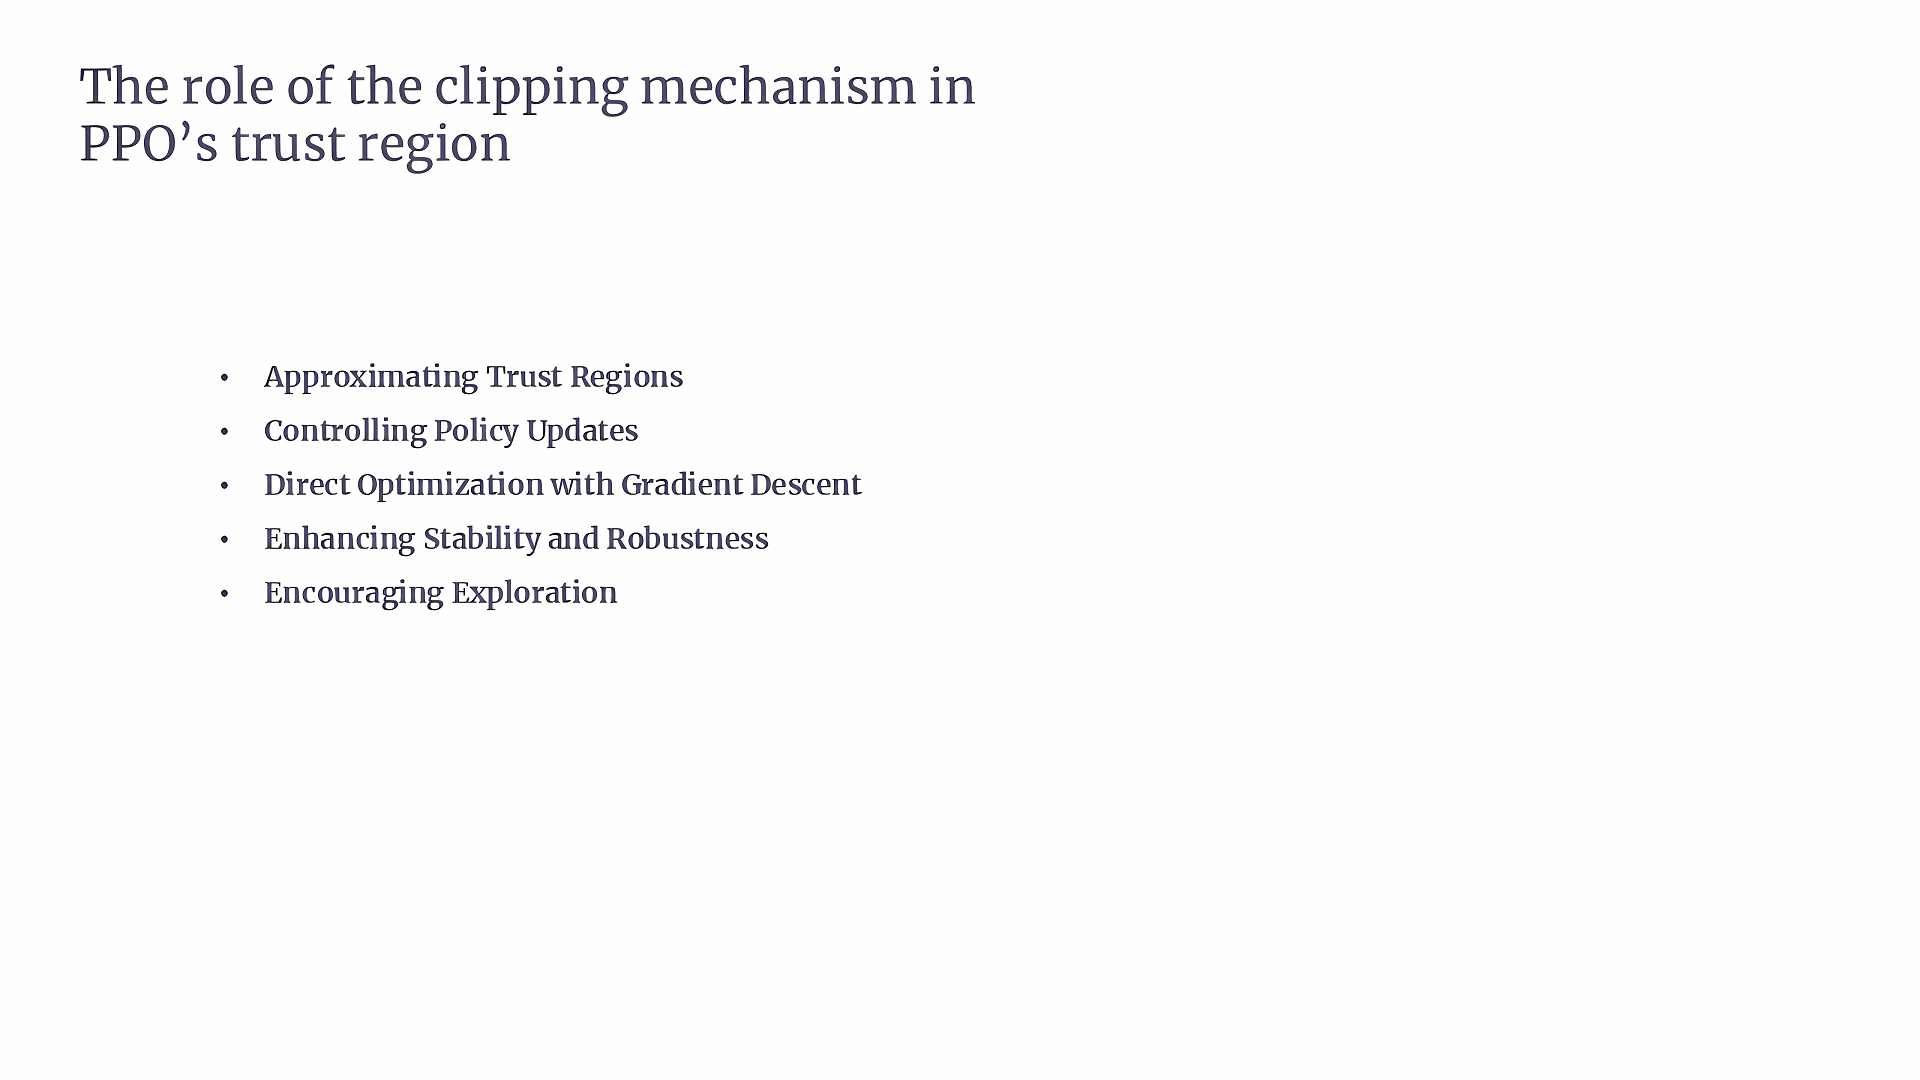 The role of the clipping mechanism in
PPO’s trust region
• Approximating Trust Regions
• Controlling Policy Updates
• Direct Optimization with Gradient Descent
• Enhancing Stability and Robustness
• Encouraging Exploration